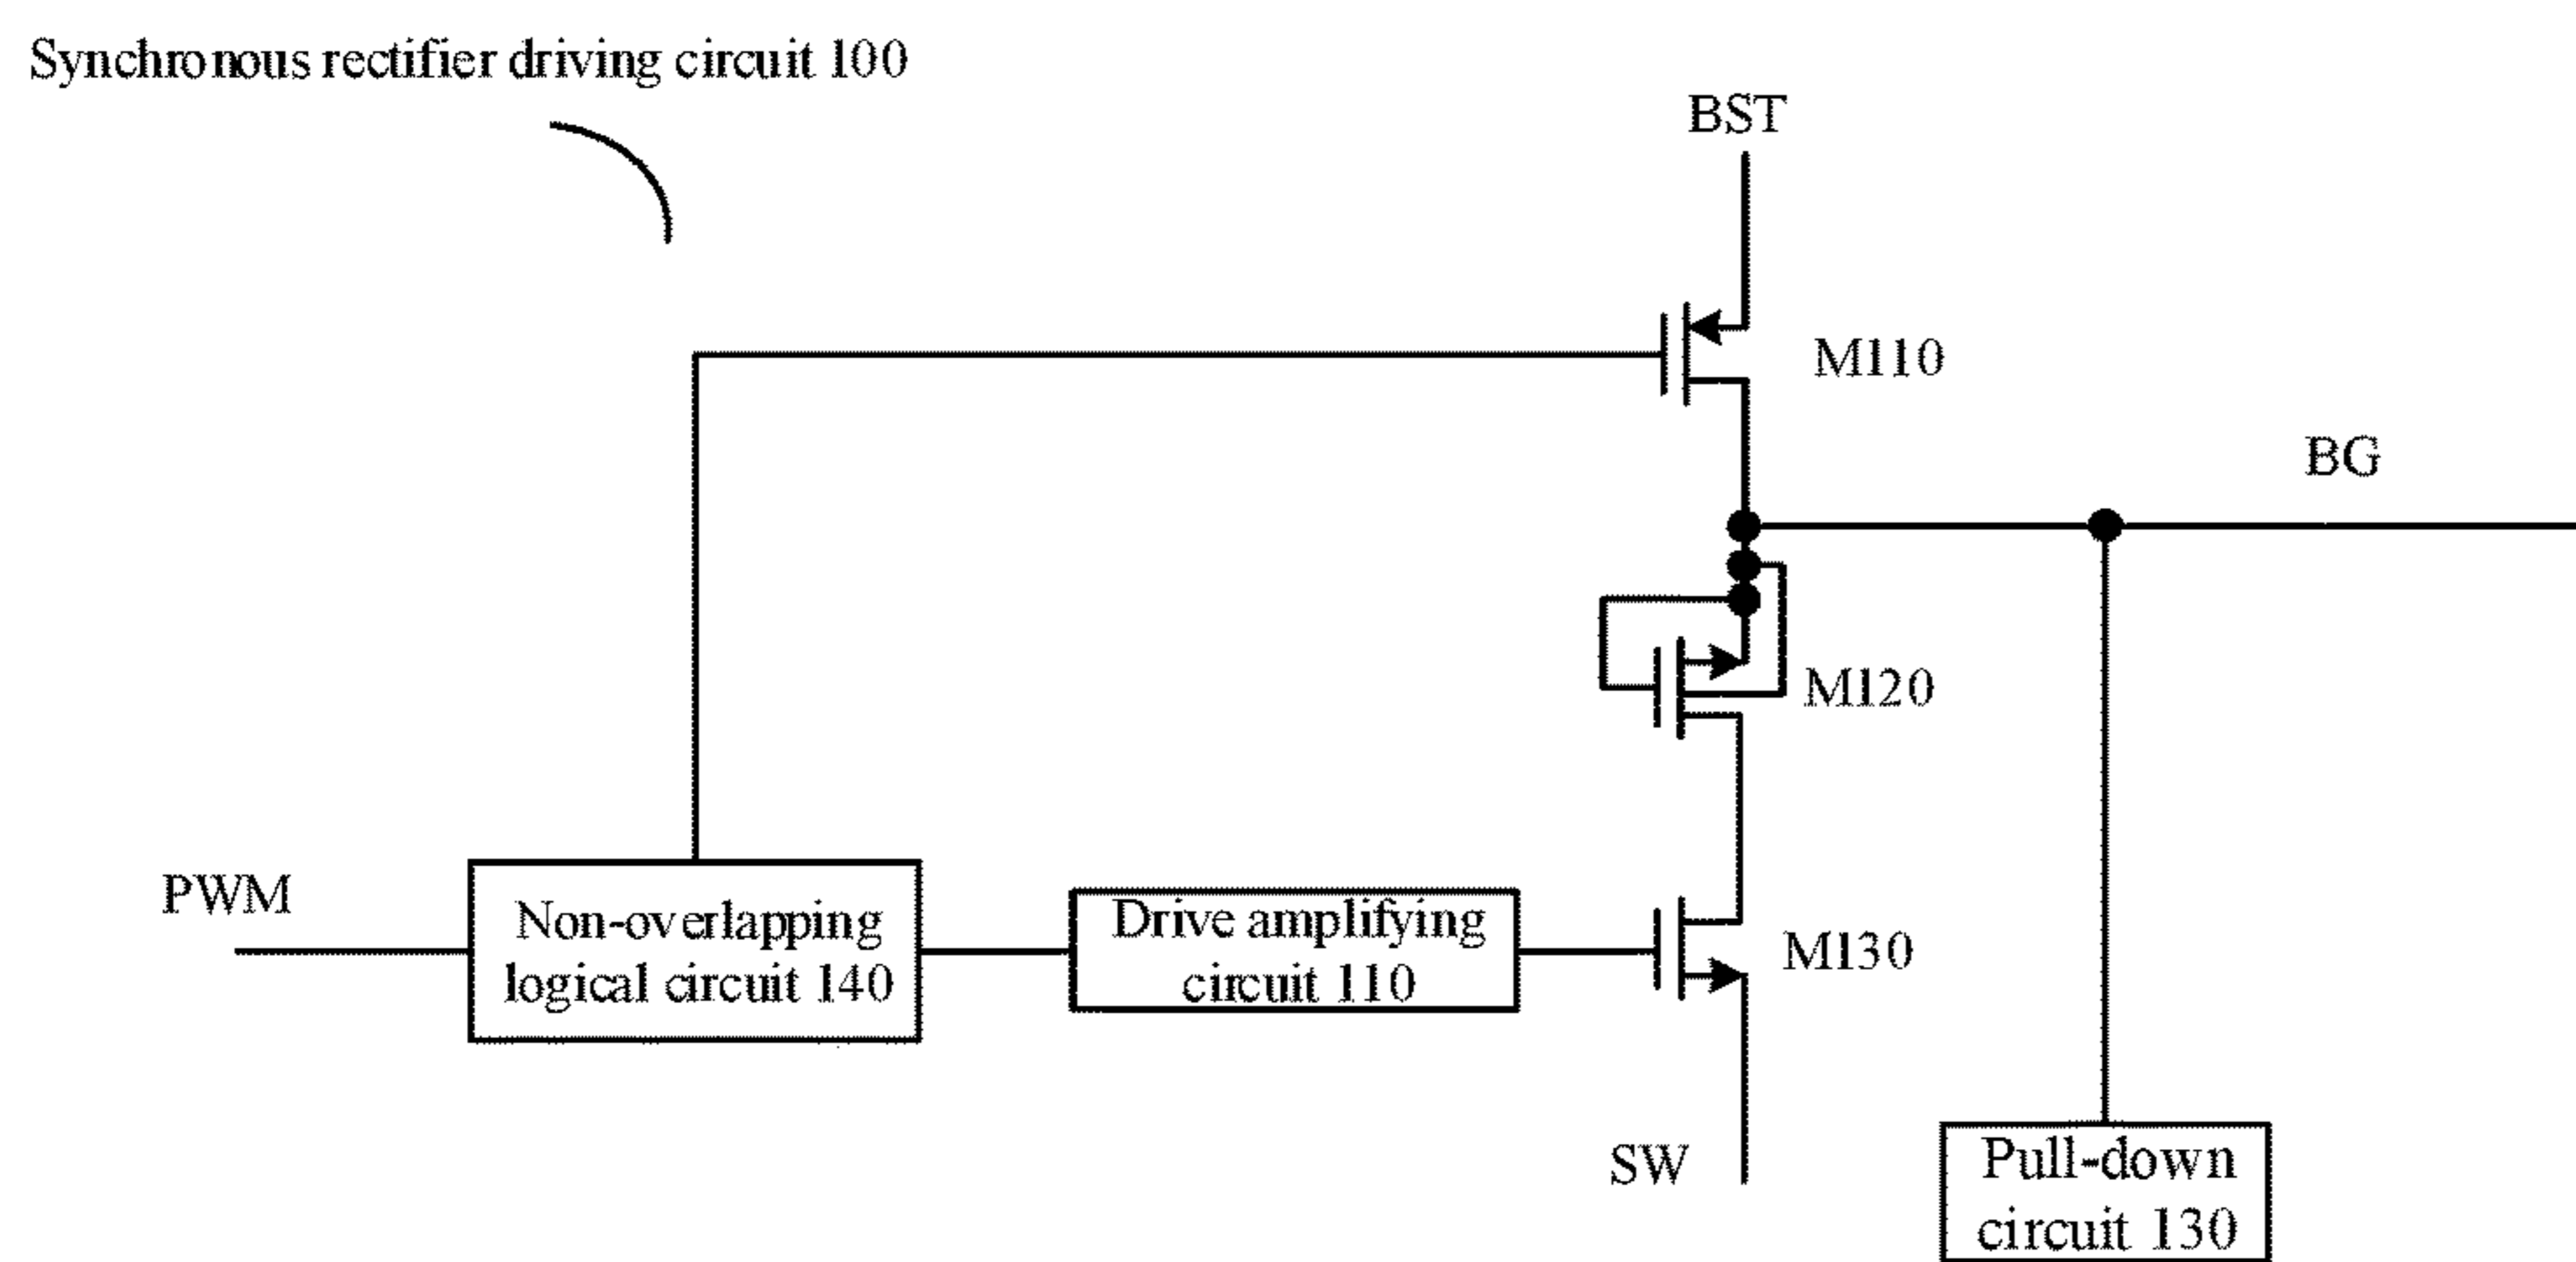 Synchronous rectifier driving circuit 100
BST
M110
BG
M120
PWM
Non-overlapping
logical circuit 140
Drive amplifying
circuit 110
M130
SW
Pull-down
circuit 130